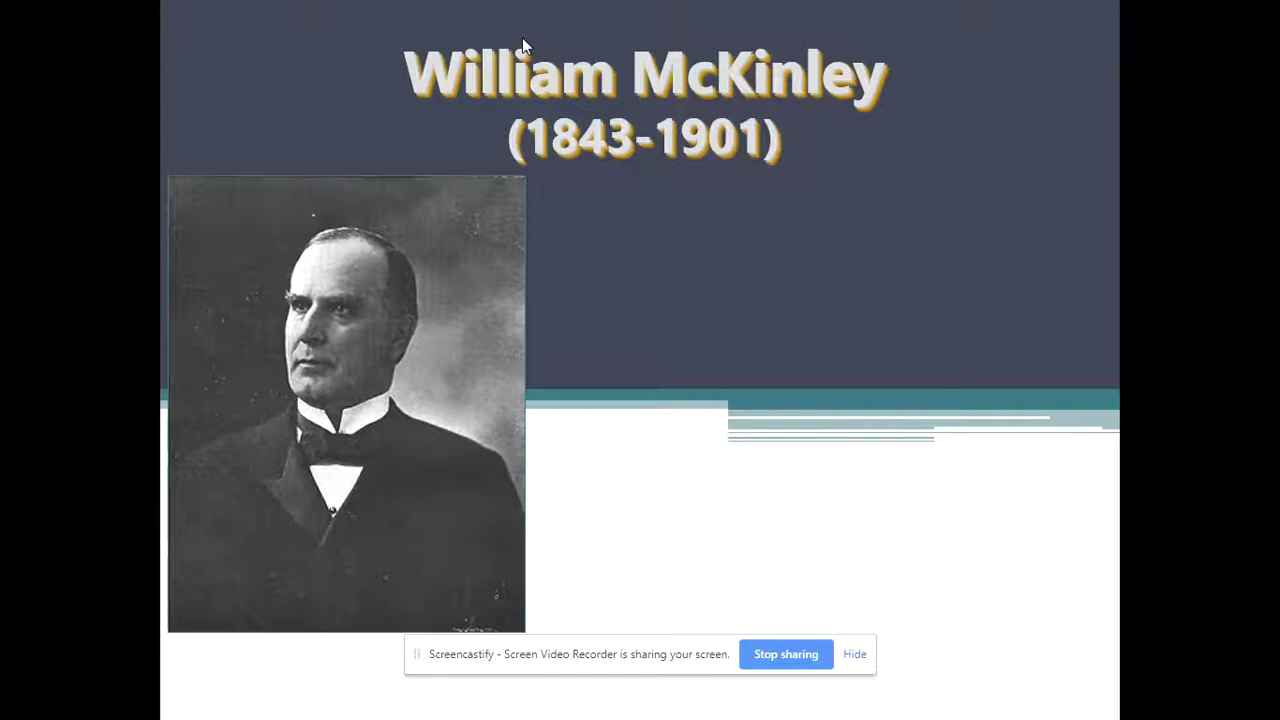 William McKinley
(1843-1901)
Screencastify - Screen Video Recorder is sharing your screen. Stop sharing Hide